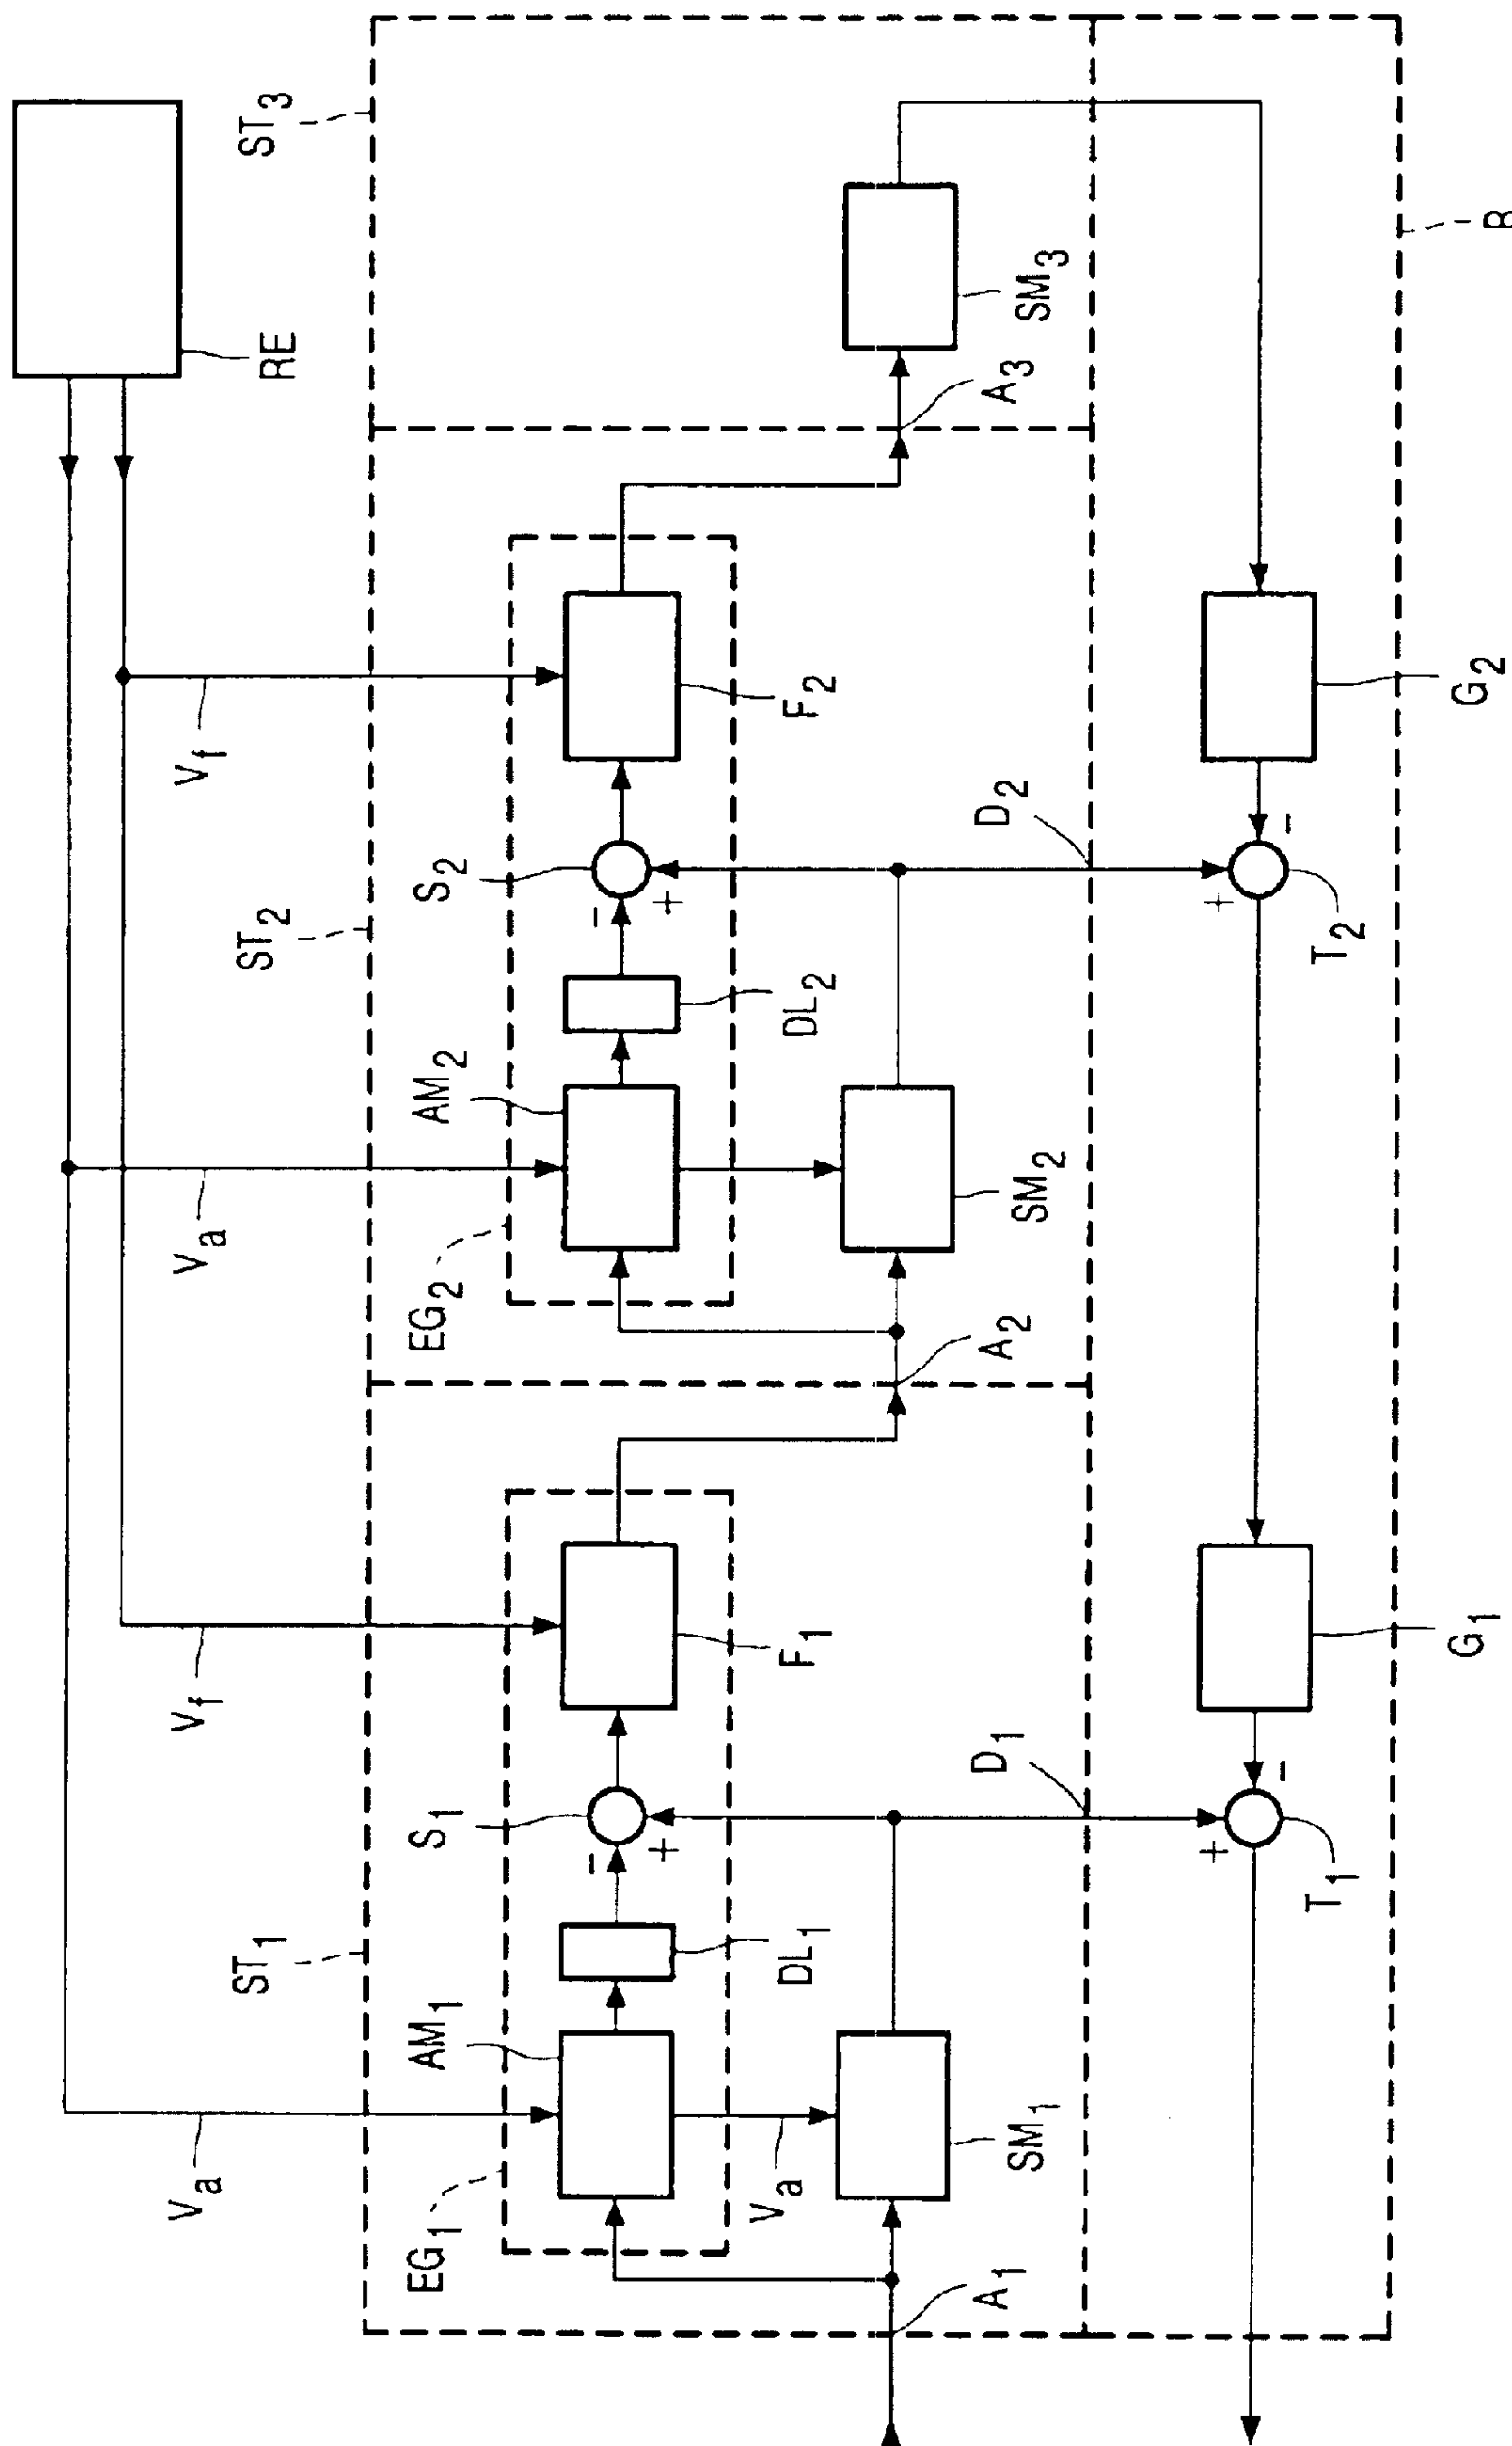 Va
Vf
Va
Vf
ST1
ST2
ST3
RE
EG1
AM1
S1
EG2
AM2
S2
Va
DL1
F1
DL2
F2
A1
SM1
D1
A2
SM2
D2
A3
SM3
T1
T2
G1
G2